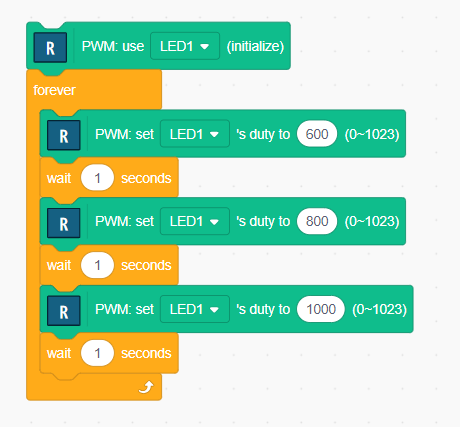 R PWM: use LED1 (initialize)
forever
R PWM: set LED1 's duty to 600 (0~1023)
wait 1 seconds
R PWM: set LED1 's duty to 800 (0~1023)
wait 1 seconds
R PWM: set LED1 's duty to 1000 (0~1023)
wait 1 seconds